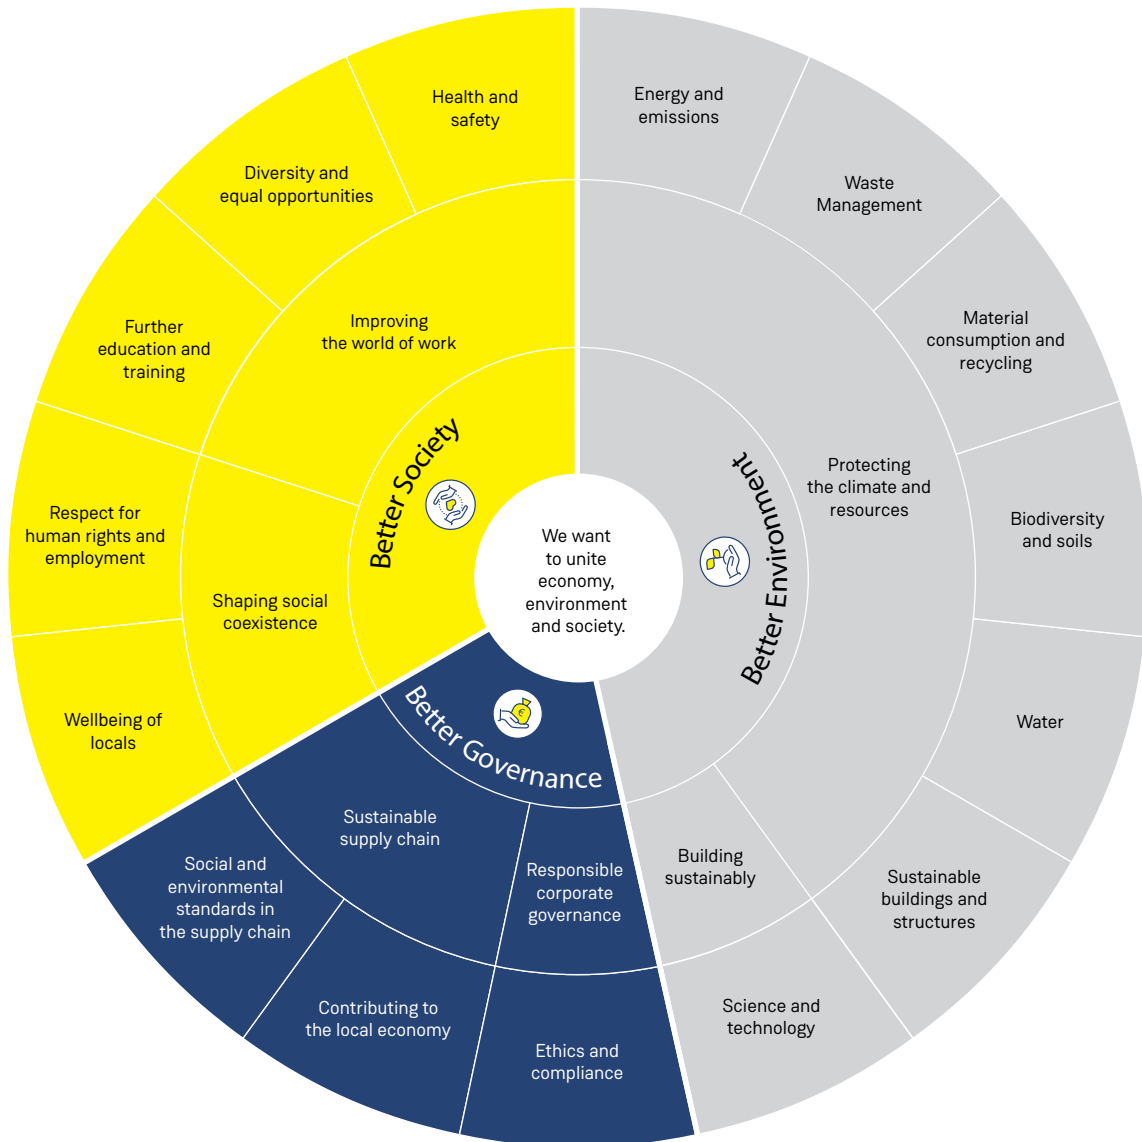 Health and
safety
Energy and
emissions
Diversity and
equal opportunities
Waste
Management
Further
education and
training
Improving
the world of work
Material
consumption and
recycling
Better Society
Better Environment
Protecting
the climate and
resources
Respect for
human rights and
employment
Biodiversity
and soils
We want
to unite
economy,
environment
and society.
Shaping social
coexistence
Wellbeing of
locals
Water
Better Governance
€
Sustainable
supply chain
Responsible
corporate
governance
Building
sustainably
Social and
environmental
standards in
the supply chain
Sustainable
buildings and
structures
Contributing to
the local economy
Ethics and
compliance
Science and
technology